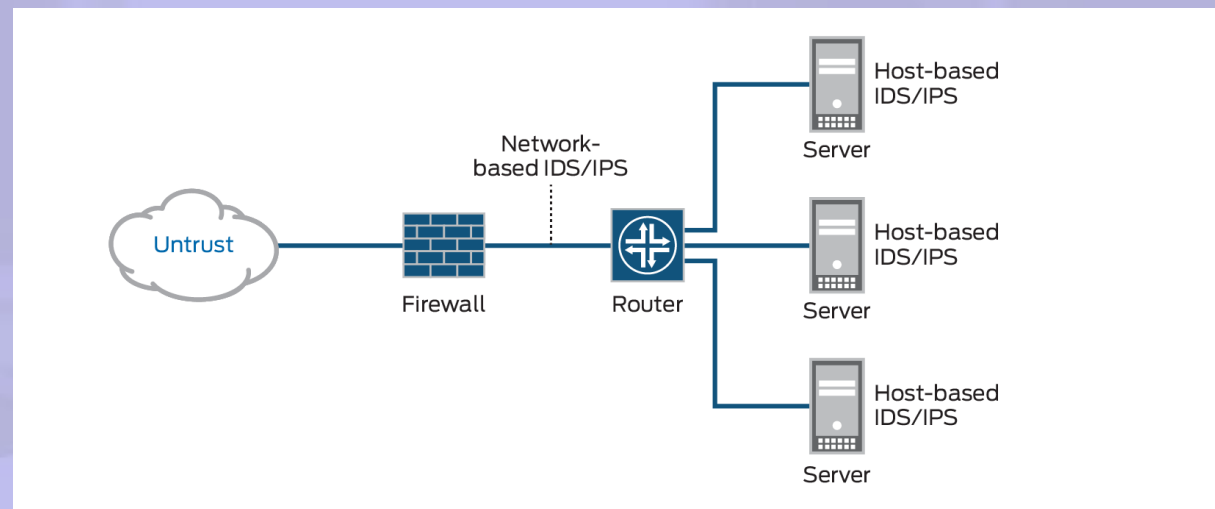 Host-based
IDS/IPS
Server
Network-
based IDS/IPS
Untrust
Firewall
Router
Host-based
IDS/IPS
Server
Host-based
IDS/IPS
Server